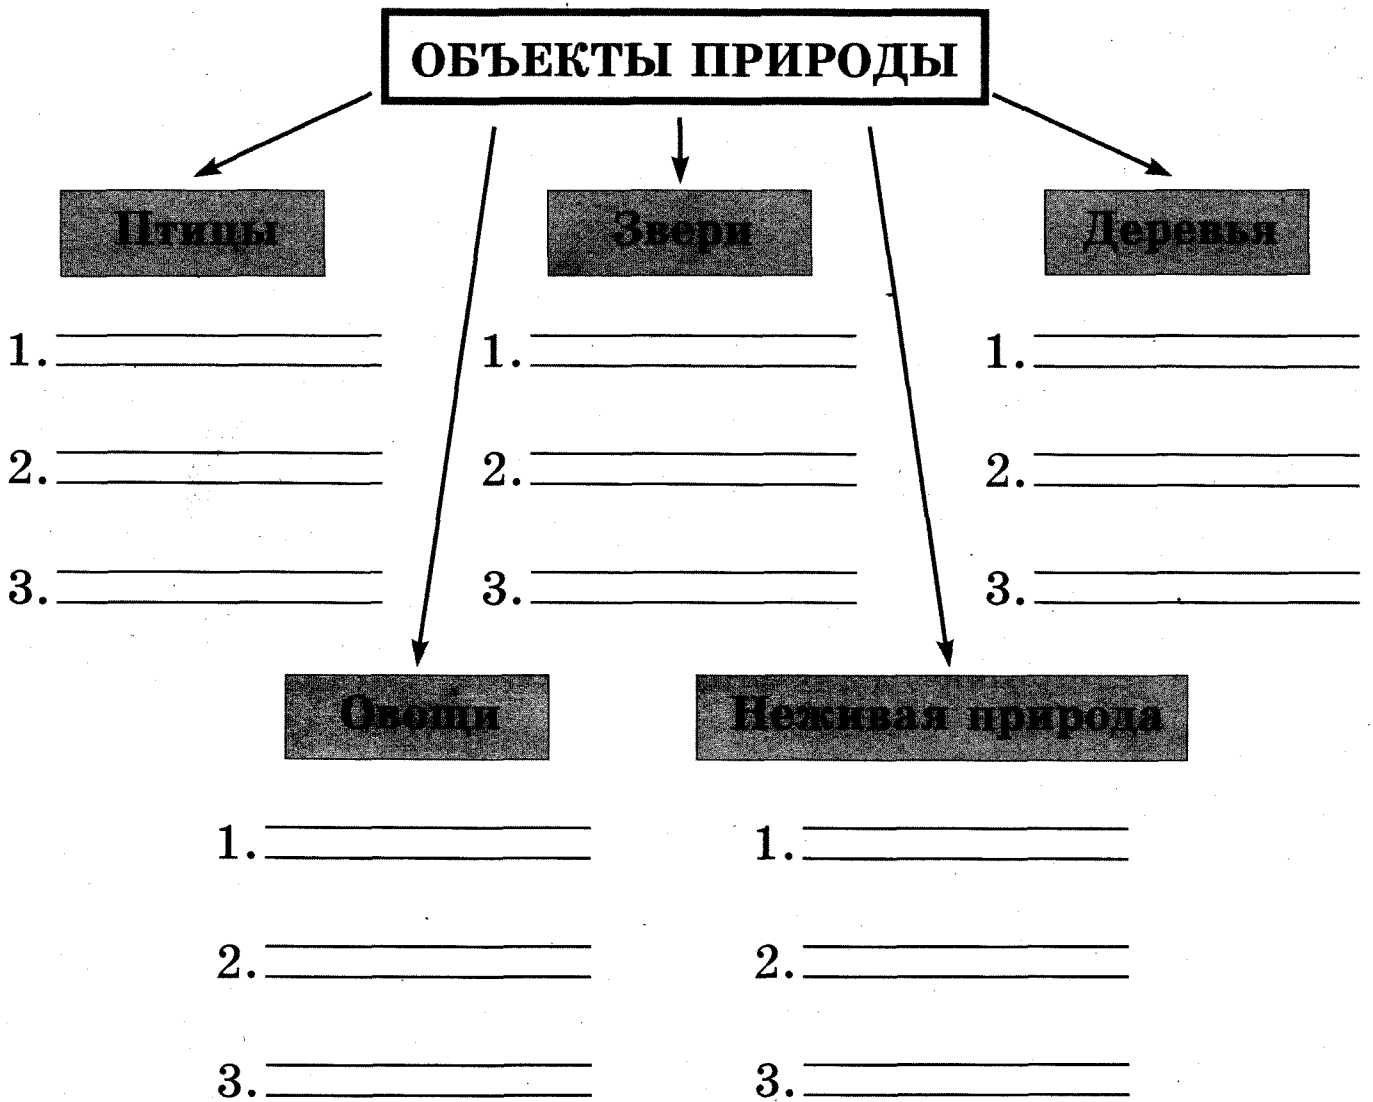 ОБЪЕКТЫ ПРИРОДЫ
Птицы Звери Деревья
1. 1. 1.
2. 2. 2.
3. 3. 3.
Овощи Неживая природа
1. 1.
2. 2.
3. 3.